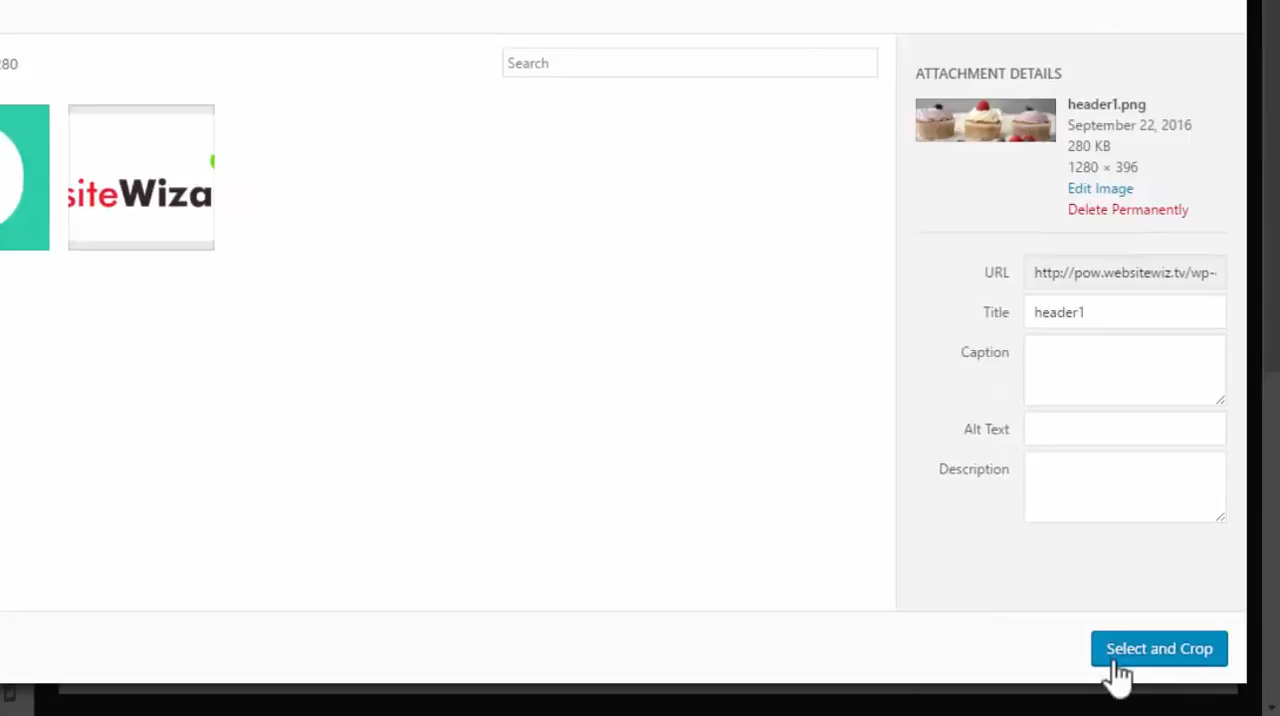 280
Search
siteWiza
ATTACHMENT DETAILS
header1.png
September 22, 2016
280 KB
1280 × 396
Edit Image
Delete Permanently
URL http://pow.websitewiz.tv/wp-
Title header1
Caption
Alt Text
Description
Select and Crop